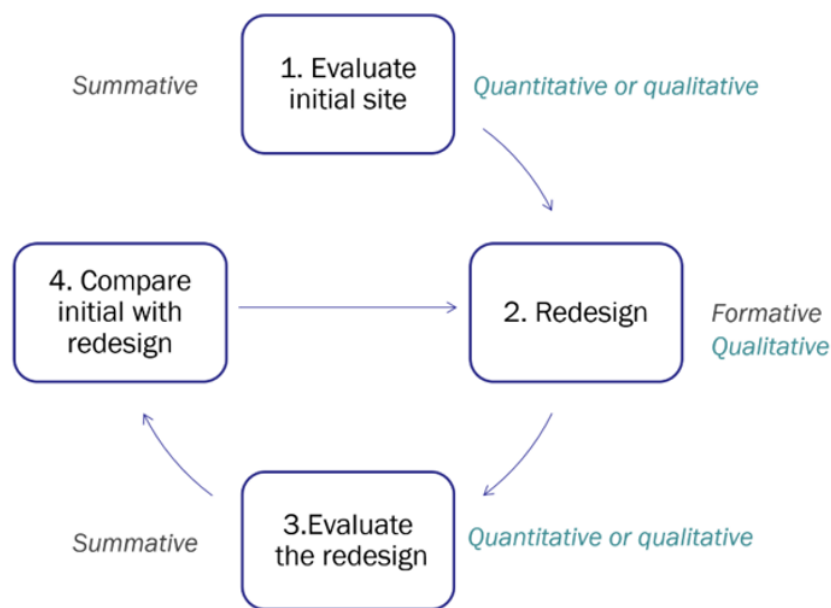 Summative
1. Evaluate
initial site
Quantitative or qualitative
4. Compare
initial with
redesign
2. Redesign
Formative
Qualitative
Summative
3.Evaluate
the redesign
Quantitative or qualitative